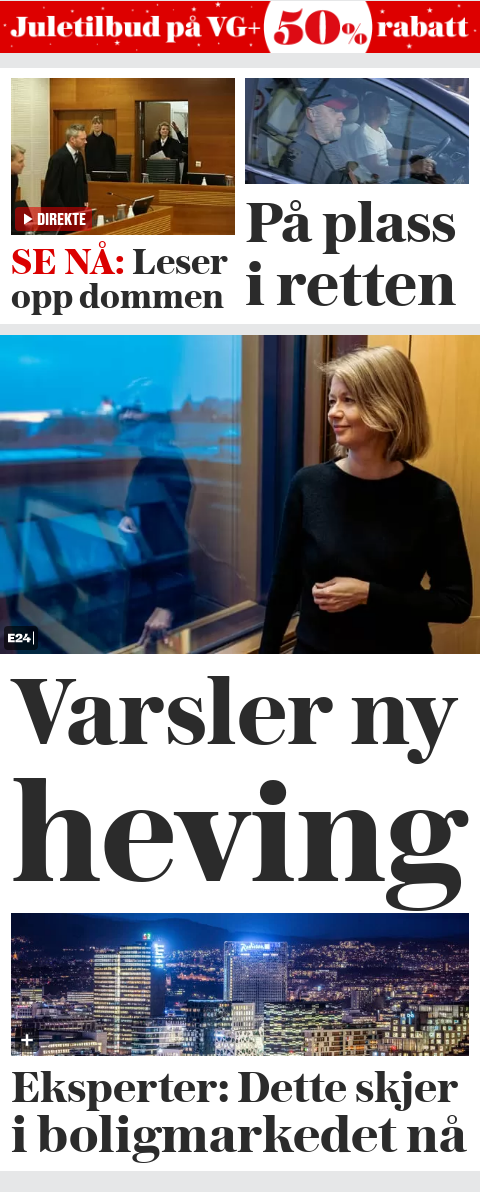 Juletilbud på VG+ 50% rabatt
DIREKTE
SE NÅ: Leser
opp dommen
På plass
i retten
E24
Varsler ny
heving
Radisson
Eksperter: Dette skjer
i boligmarkedet nå